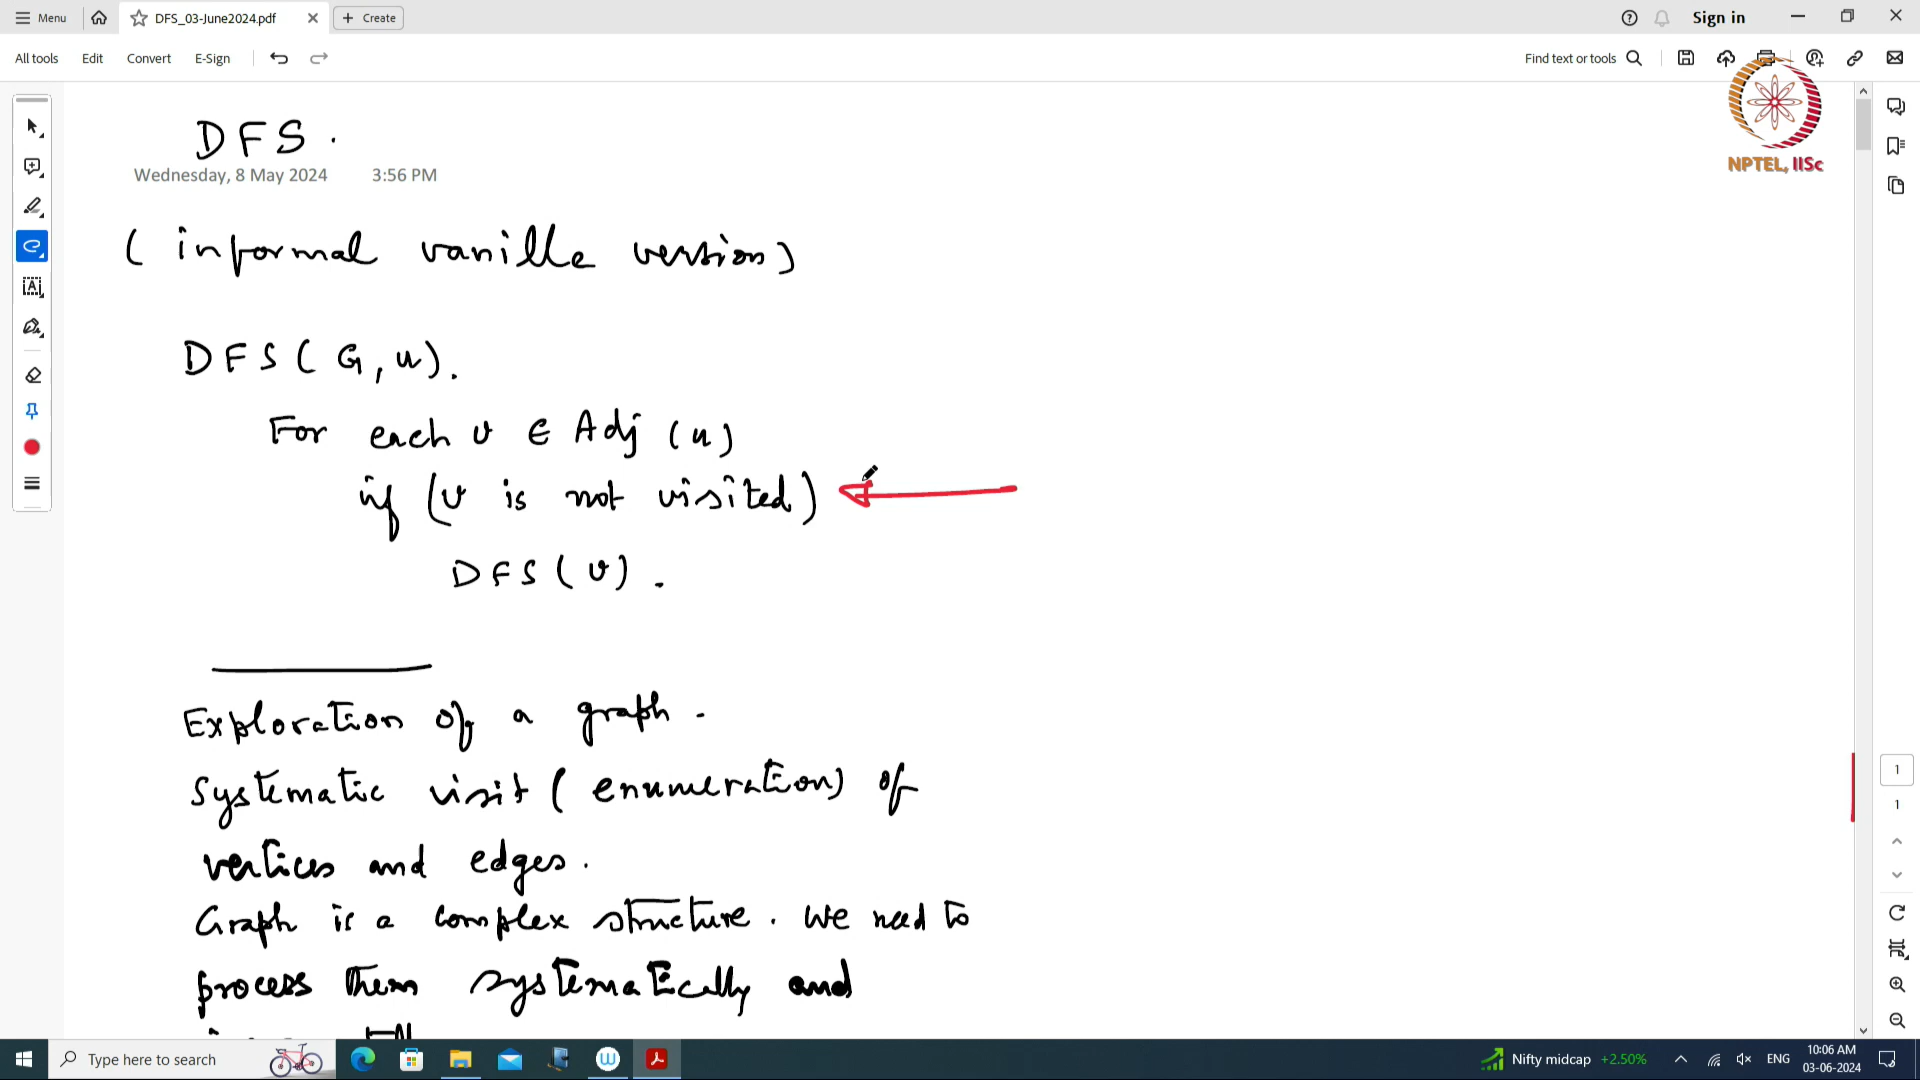 Menu
DFS_03-June2024.pdf
Create
Sign in
All tools
Edit
Convert
E-Sign
Find text or tools
NPTEL, IISc
DFS.
Wednesday, 8 May 2024 3:56 PM
(informal vanilla version)
DFS(G,u).
For each v ∈ Adj (u)
if (v is not visited)
DFS(v).
Exploration of a graph.
Systematic visit (enumeration) of
vertices and edges.
Graph is a complex structure. We need to
process them systematically and
1
1
Type here to search
Nifty midcap +2.50%
ENG
10:06 AM
03-06-2024